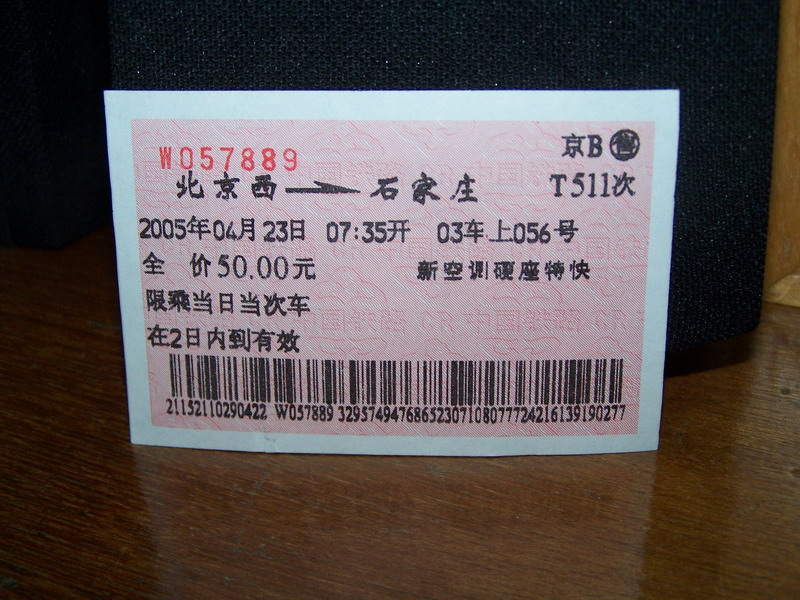 京B 售
W057889
北京西 石家庄 T511次
2005年04月23日 07:35开 03车上056号
全 价50.00元 新空调硬座特快
限乘当日当次车
在2日内到有效
21152110290422 W057889 32957494768652307108077724216139190277